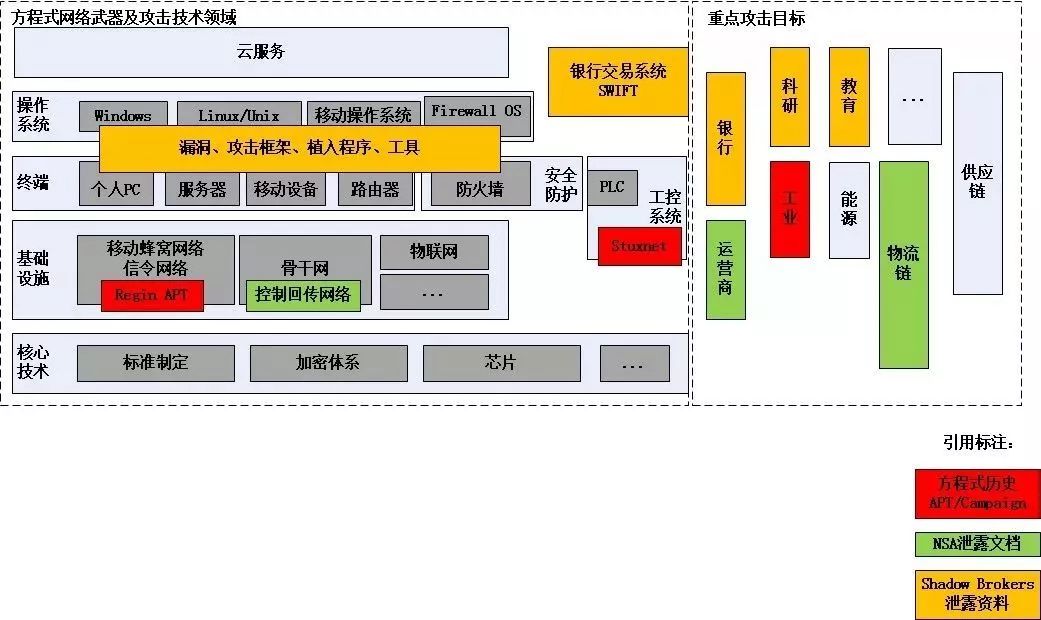 方程式网络武器及攻击技术领域
云服务
银行交易系统
SWIFT
操作
系统
Windows
Linux/Unix
移动操作系统
Firewall OS
漏洞、攻击框架、植入程序、工具
终端
个人PC
服务器
移动设备
路由器
防火墙
安全
防护
PLC
工控
系统
Stuxnet
基础
设施
移动蜂窝网络
信令网络
Regin APT
骨干网
控制回传网络
物联网
...
核心
技术
标准制定
加密体系
芯片
...
重点攻击目标
银行
运营商
科研
工业
教育
能源
...
物流链
供应链
引用标注：
方程式历史
APT/Campaign
NSA泄露文档
Shadow Brokers
泄露资料